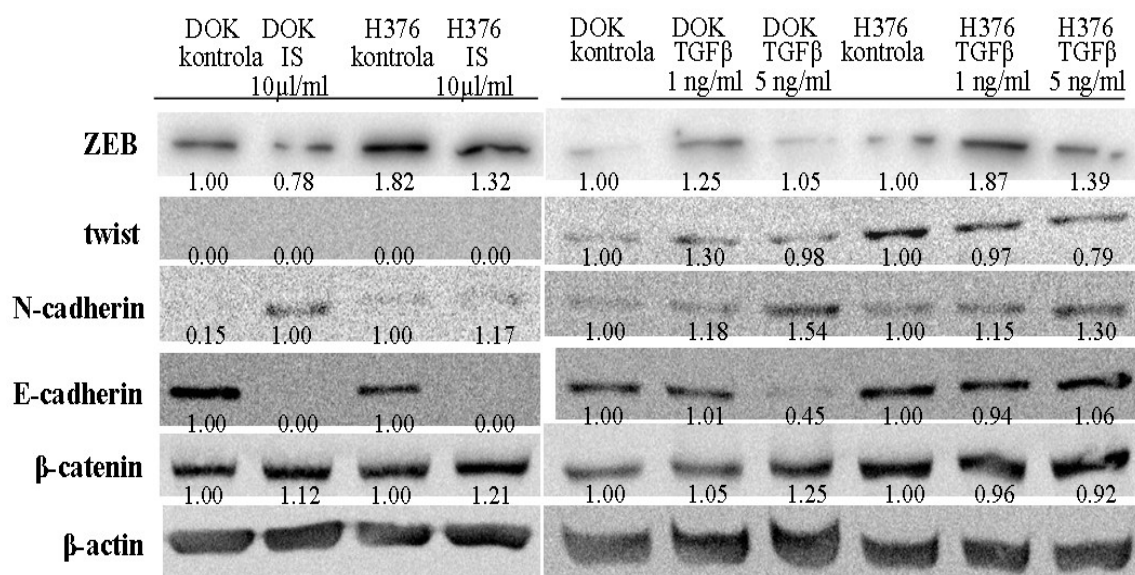 DOK kontrola DOK IS 10µl/ml H376 kontrola H376 IS 10µl/ml DOK kontrola DOK TGFβ 1 ng/ml DOK TGFβ 5 ng/ml H376 kontrola H376 TGFβ 1 ng/ml H376 TGFβ 5 ng/ml
ZEB
1.00 0.78 1.82 1.32 1.00 1.25 1.05 1.00 1.87 1.39
twist
0.00 0.00 0.00 0.00 1.00 1.30 0.98 1.00 0.97 0.79
N-cadherin
0.15 1.00 1.00 1.17 1.00 1.18 1.54 1.00 1.15 1.30
E-cadherin
1.00 0.00 1.00 0.00 1.00 1.01 0.45 1.00 0.94 1.06
β-catenin
1.00 1.12 1.00 1.21 1.00 1.05 1.25 1.00 0.96 0.92
β-actin